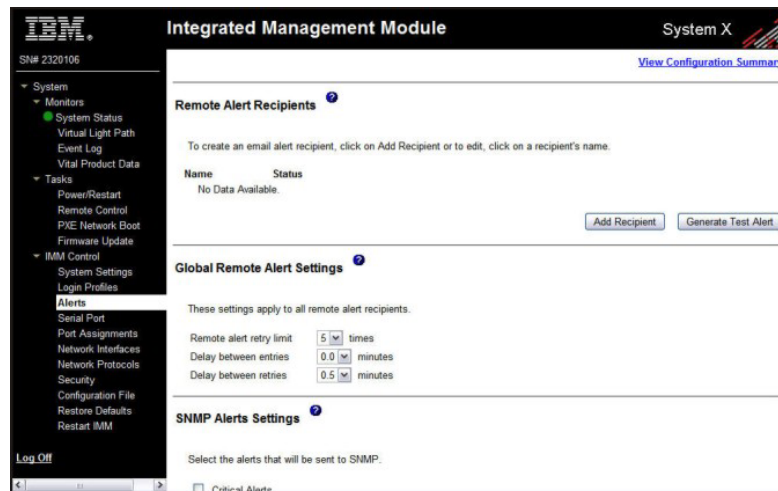 IBM.
Integrated Management Module
System X
SN# 2320106
View Configuration Summar
System
Monitors
System Status
Virtual Light Path
Event Log
Vital Product Data
Tasks
Power/Restart
Remote Control
PXE Network Boot
Firmware Update
IMM Control
System Settings
Login Profiles
Alerts
Serial Port
Port Assignments
Network Interfaces
Network Protocols
Security
Configuration File
Restore Defaults
Restart IMM
Log Off
Remote Alert Recipients ?
To create an email alert recipient, click on Add Recipient or to edit, click on a recipient's name.
Name Status
No Data Available.
Add Recipient Generate Test Alert
Global Remote Alert Settings ?
These settings apply to all remote alert recipients.
Remote alert retry limit 5 times
Delay between entries 0.0 minutes
Delay between retries 0.5 minutes
SNMP Alerts Settings ?
Select the alerts that will be sent to SNMP.
Critical Alerts